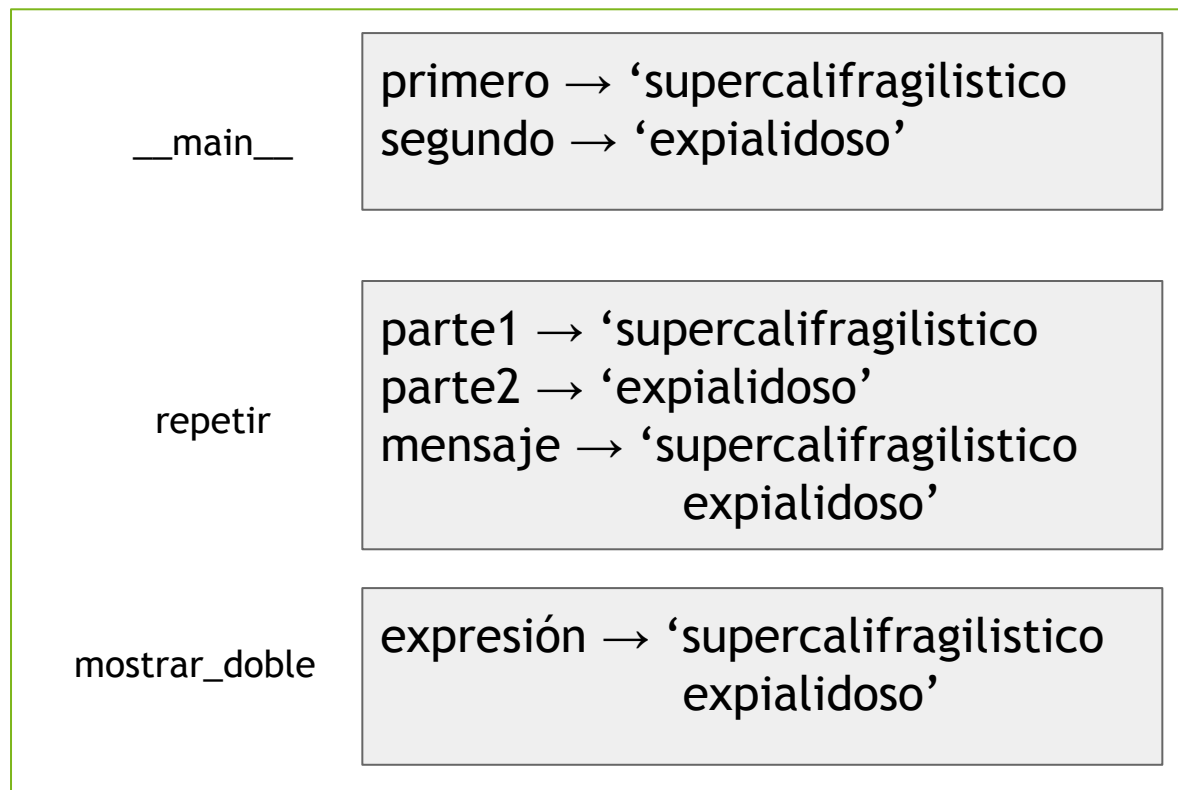 __main__
primero → ‘supercalifragilistico
segundo → ‘expialidoso’
repetir
parte1 → ‘supercalifragilistico
parte2 → ‘expialidoso’
mensaje → ‘supercalifragilistico
expialidoso’
mostrar_doble
expresión → ‘supercalifragilistico
expialidoso’